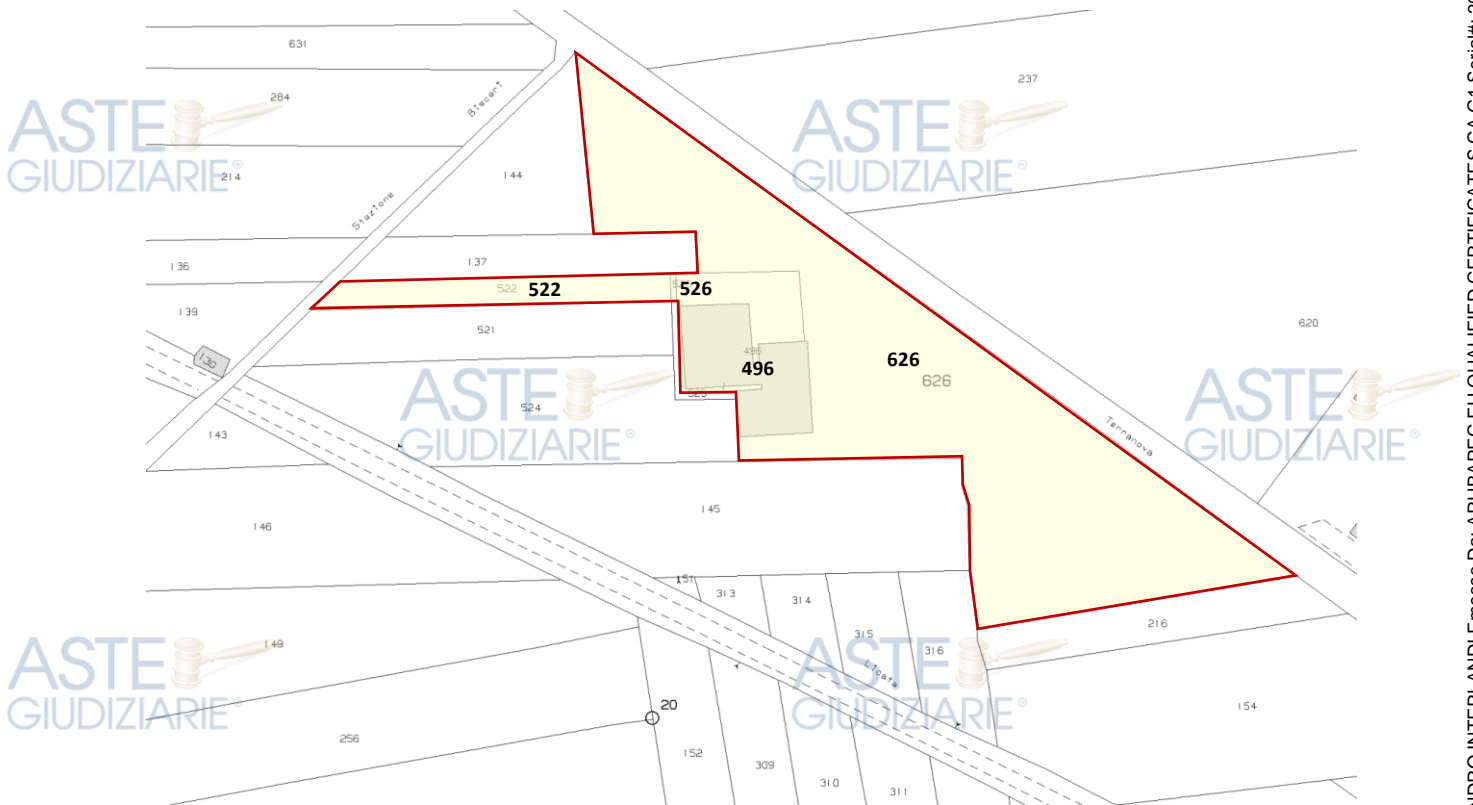 631
237
284
Biscari
ASTE
GIUDIZIARIE®
ASTE
GIUDIZIARIE®
214
144
Stazione
136
137
139
522
522
526
521
620
130
496
496
626
626
ASTE
GIUDIZIARIE®
ASTE
GIUDIZIARIE®
524
143
Terranova
145
146
151
313
314
315
316
216
149
ASTE
GIUDIZIARIE®
ASTE
GIUDIZIARIE®
Licata
20
154
256
152
309
310
311